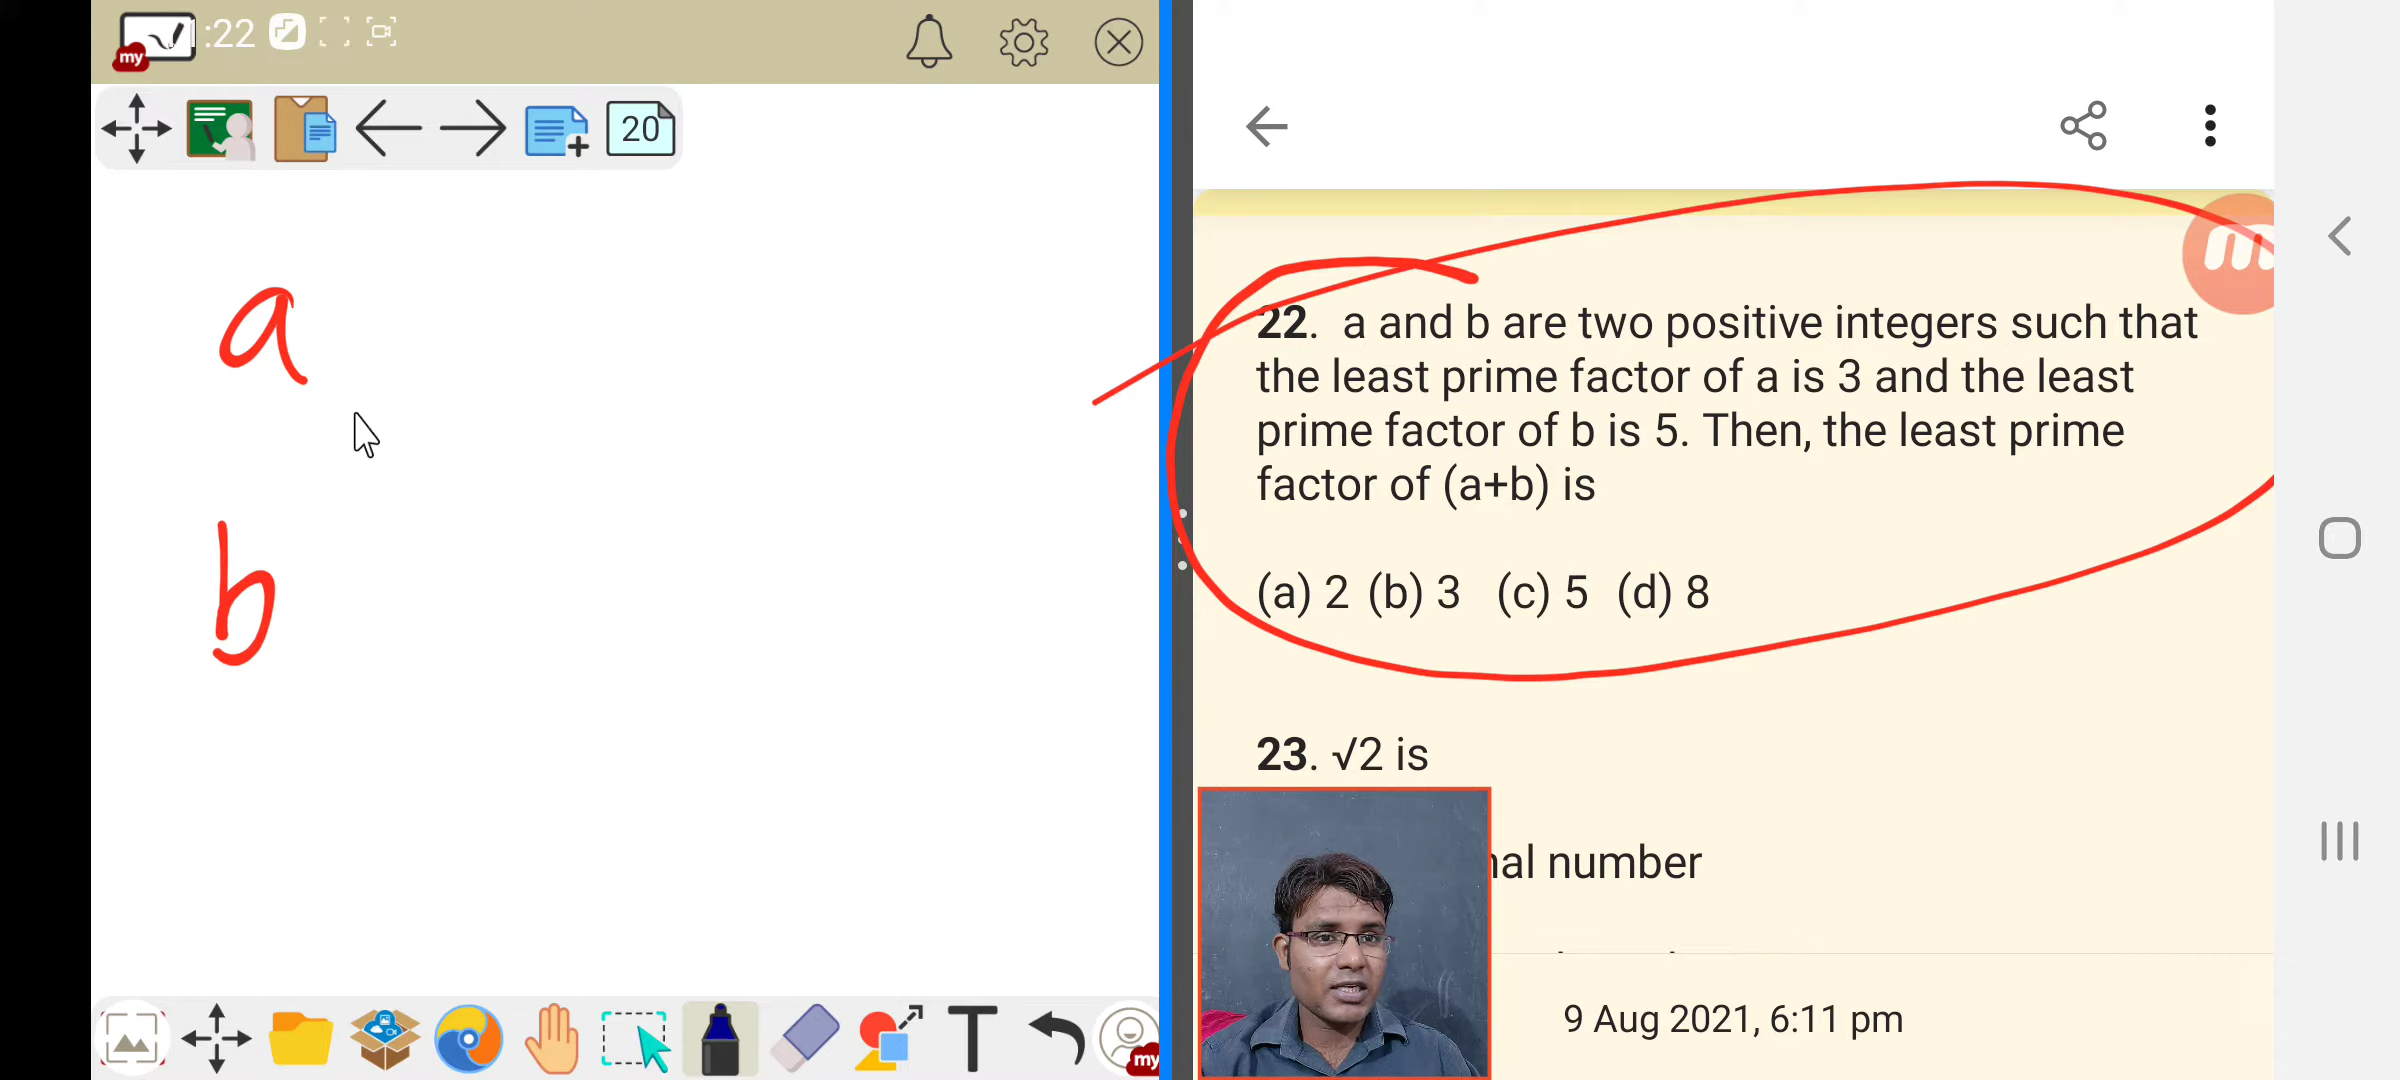 :22
my
20
a
b
22. a and b are two positive integers such that
the least prime factor of a is 3 and the least
prime factor of b is 5. Then, the least prime
factor of (a+b) is
(a) 2 (b) 3 (c) 5 (d) 8
23. √2 is
nal number
9 Aug 2021, 6:11 pm
T
my